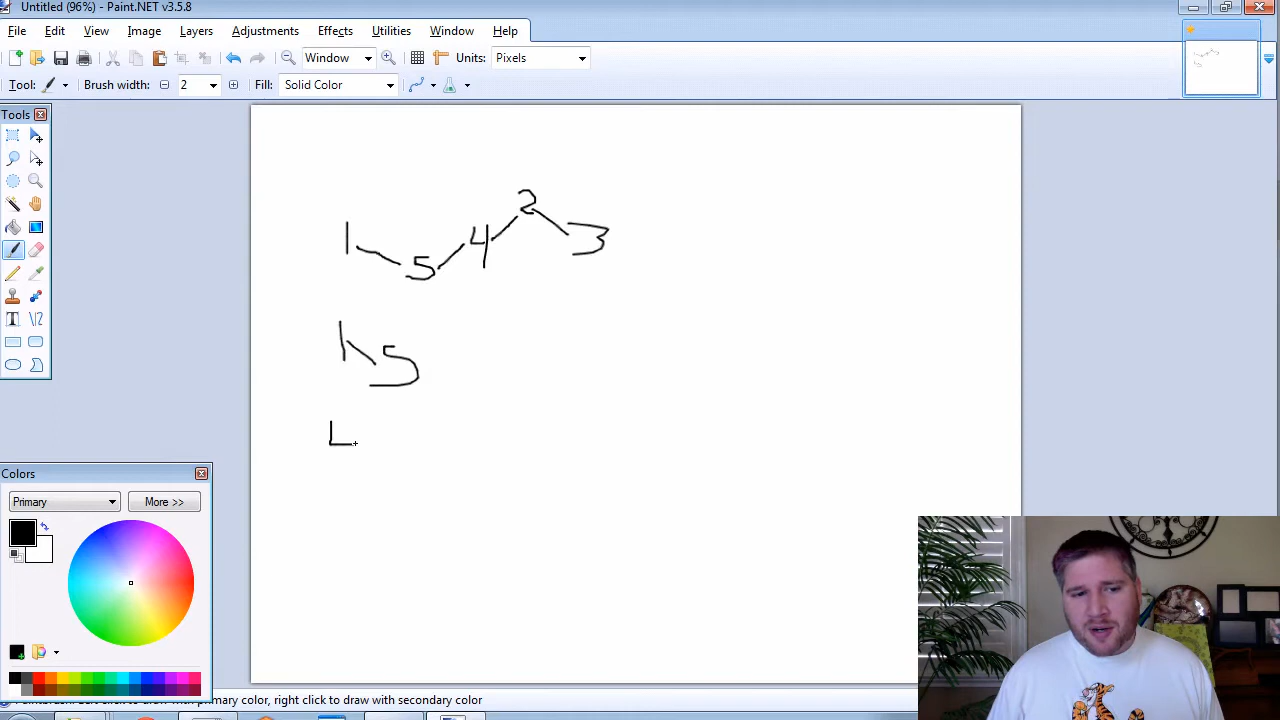 Untitled (96%) - Paint.NET v3.5.8
File Edit View Image Layers Adjustments Effects Utilities Window Help
Window Units: Pixels
Tool: Brush width: 2 Fill: Solid Color
Tools
1 5 4 2 3
1 5
Colors
Primary More >>
right click to draw with secondary color